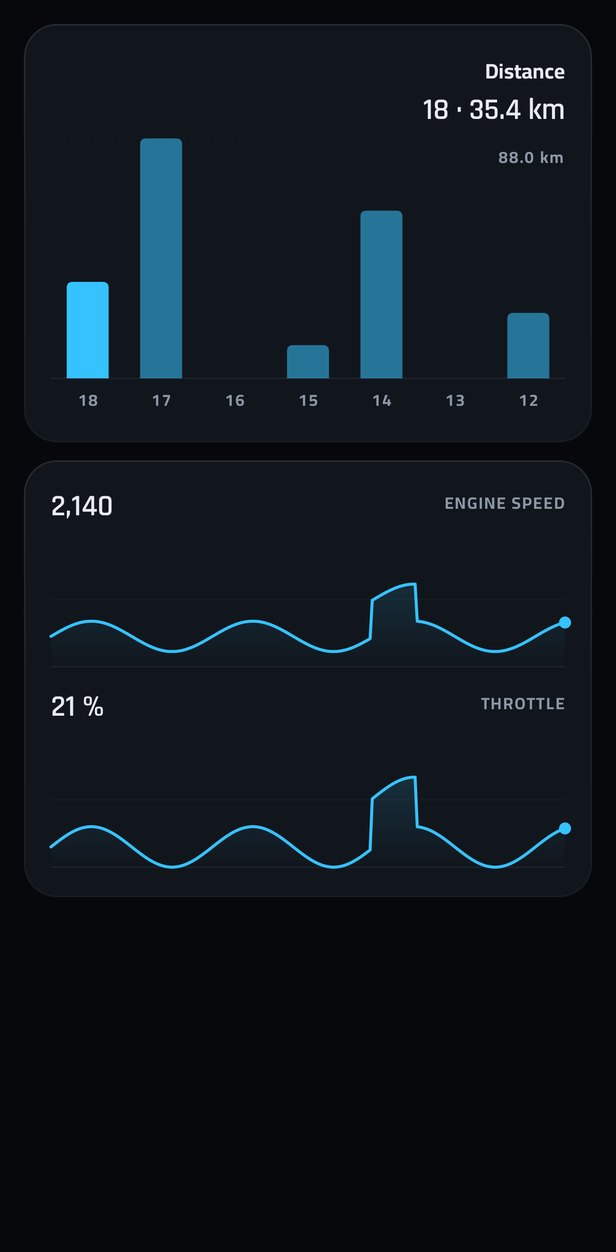 Distance
18 · 35.4 km
88.0 km
18 17 16 15 14 13 12
2,140 ENGINE SPEED
21 % THROTTLE